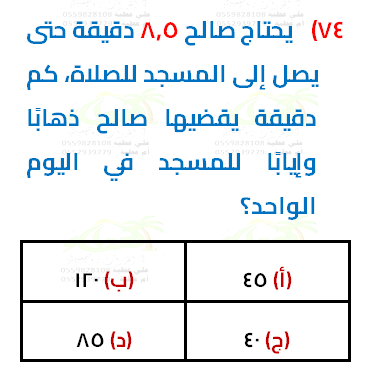 ٧٤) يحتاج صالح ٨,٥ دقيقة حتى
يصل إلى المسجد للصلاة، كم
دقيقة يقضيها صالح ذهابًا
وإيابًا للمسجد في اليوم
الواحد؟
(أ) ٤٥ (ب) ١٢٠
(ج) ٤٠ (د) ٨٥